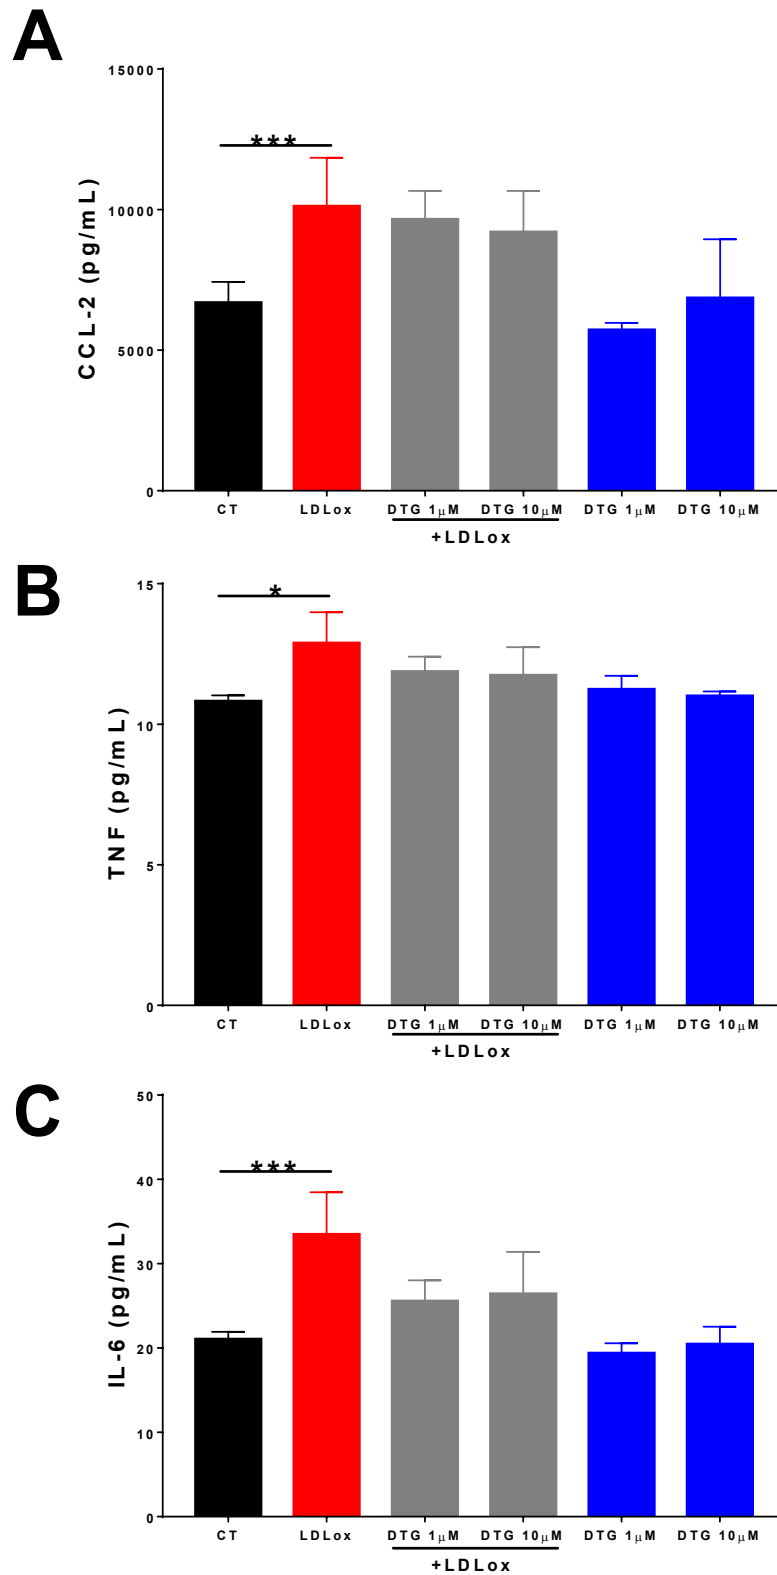 A
15000
10000
5000
0
CCL-2 (pg/mL)
***
CT LDLox DTG 1μM DTG 10μM DTG 1μM DTG 10μM
+LDLox
B
15
10
5
0
TNF (pg/mL)
*
CT LDLox DTG 1μM DTG 10μM DTG 1μM DTG 10μM
+LDLox
C
50
40
30
20
10
0
IL-6 (pg/mL)
***
CT LDLox DTG 1μM DTG 10μM DTG 1μM DTG 10μM
+LDLox